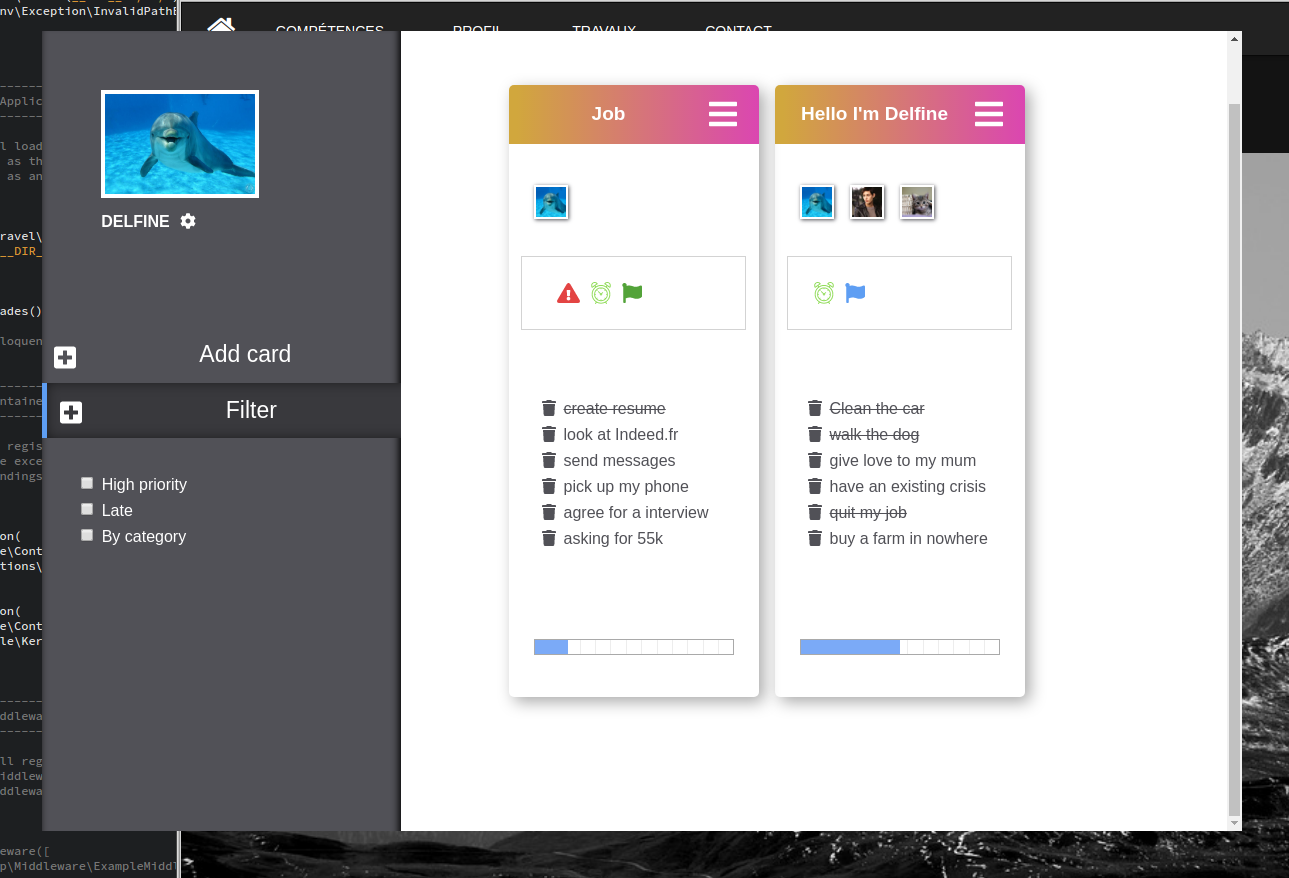 nv\Exception\InvalidPathE
COMPÉTENCES
PROFIL
TRAVAUX
CONTACT
--------
Applic
--------
l load
as th
as an
ravel\
__DIR_
ades()
loquen
--------
ntaine
--------
regis
e exce
ndings
on(
e\Cont
tions\
on(
e\Cont
le\Ker
--------
ddlewa
--------
ll reg
iddlew
ddlewa
eware([
p\Middleware\ExampleMiddl
DELFINE
Add card
Filter
High priority
Late
By category
Job
create resume
look at Indeed.fr
send messages
pick up my phone
agree for a interview
asking for 55k
Hello I'm Delfine
Clean the car
walk the dog
give love to my mum
have an existing crisis
quit my job
buy a farm in nowhere